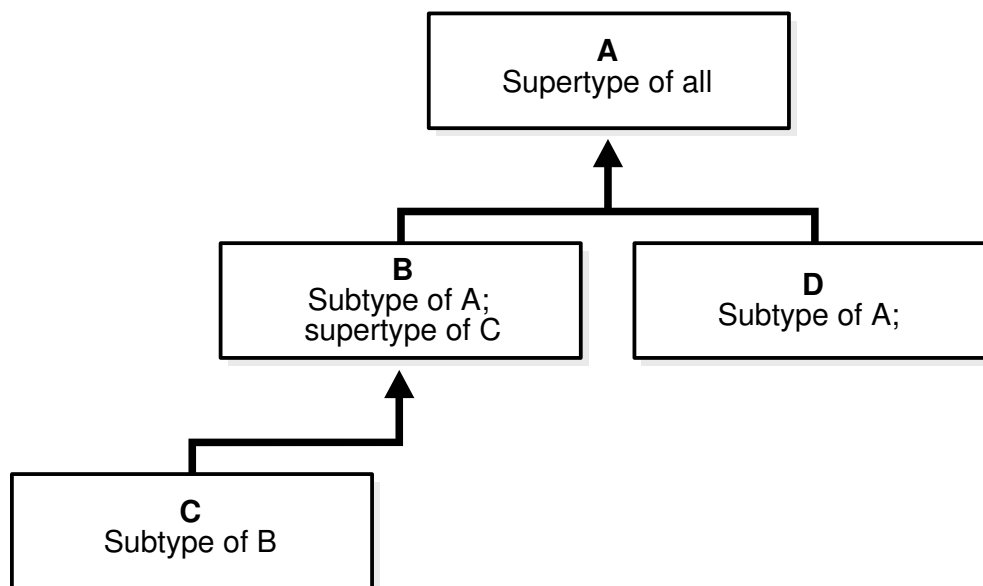 A
Supertype of all
B
Subtype of A;
supertype of C
D
Subtype of A;
C
Subtype of B